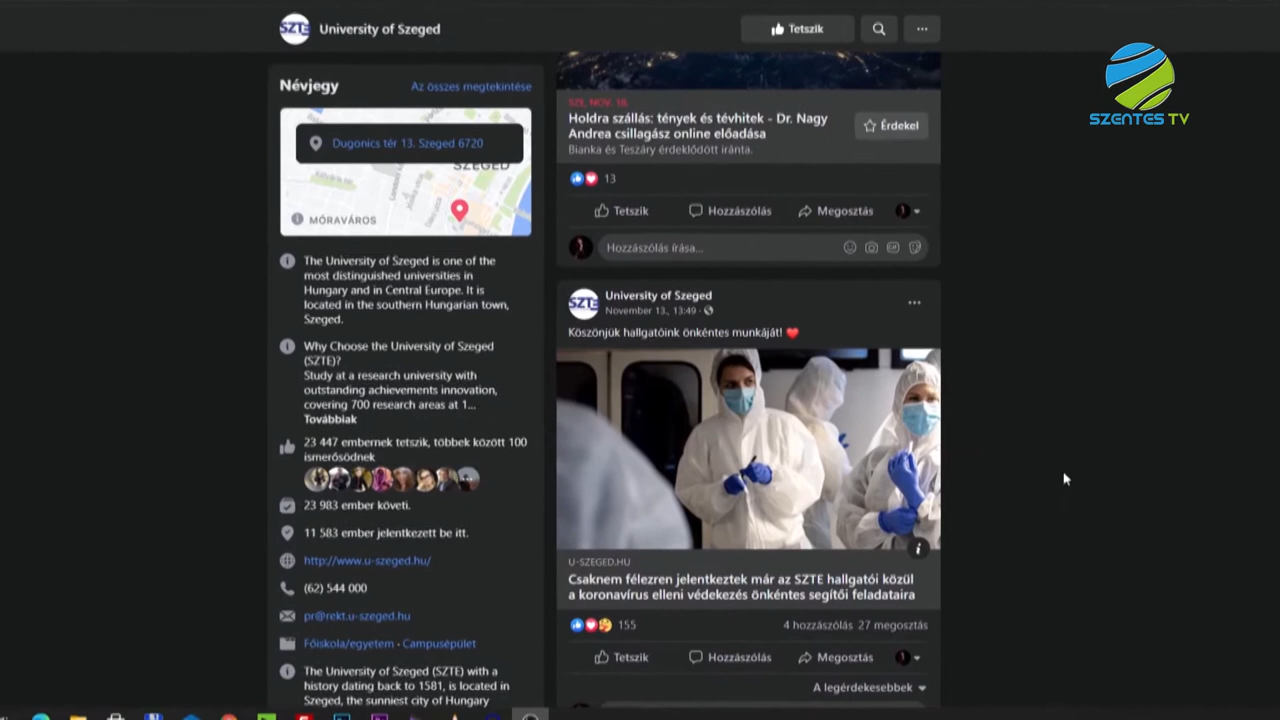 SZTE University of Szeged
Tetszik
SZENTES TV
Névjegy
Az összes megtekintése
Dugonics tér 13. Szeged 6720
SZEGED
MÓRAVÁROS
The University of Szeged is one of the
most distinguished universities in
Hungary and in Central Europe. It is
located in the southern Hungarian town,
Szeged.
Why Choose the University of Szeged
(SZTE)?
Study at a research university with
outstanding achievements innovation,
covering 700 research areas at 1...
Továbbiak
23 447 embernek tetszik, többek között 100
ismerősödnek
23 983 ember követi.
11 583 ember jelentkezett be itt.
http://www.u-szeged.hu/
(62) 544 000
pr@rekt.u-szeged.hu
Főiskola/egyetem · Campusépület
The University of Szeged (SZTE) with a
history dating back to 1581, is located in
Szeged, the sunniest city of Hungary
SZE, NOV. 18.
Holdra szállás: tények és tévhitek - Dr. Nagy
Andrea csillagász online előadása
Bianka és Teszáry érdeklődött iránta.
Érdekel
13
Tetszik Hozzászólás Megosztás
Hozzászólás írása...
SZTE University of Szeged
November 13., 13:49 ·
Köszönjük hallgatóink önkéntes munkáját! ❤
U-SZEGED.HU
Csaknem félezren jelentkeztek már az SZTE hallgatói közül
a koronavírus elleni védekezés önkéntes segítői feladataira
155
4 hozzászólás 27 megosztás
Tetszik Hozzászólás Megosztás
A legérdekesebbek